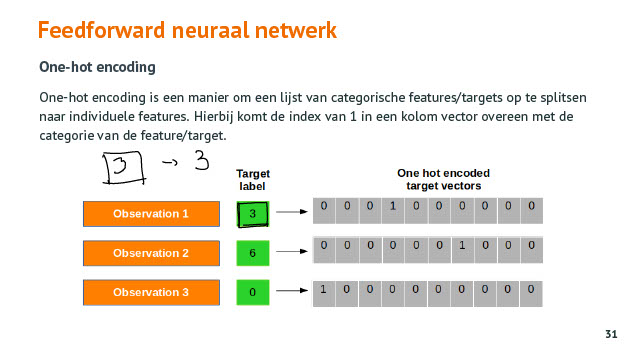 Feedforward neuraal netwerk
One-hot encoding
One-hot encoding is een manier om een lijst van categorische features/targets op te splitsen
naar individuele features. Hierbij komt de index van 1 in een kolom vector overeen met de
categorie van de feature/target.
3 → 3
Target
label
One hot encoded
target vectors
Observation 1 3 0 0 0 1 0 0 0 0 0 0
Observation 2 6 0 0 0 0 0 0 1 0 0 0
Observation 3 0 1 0 0 0 0 0 0 0 0 0
31